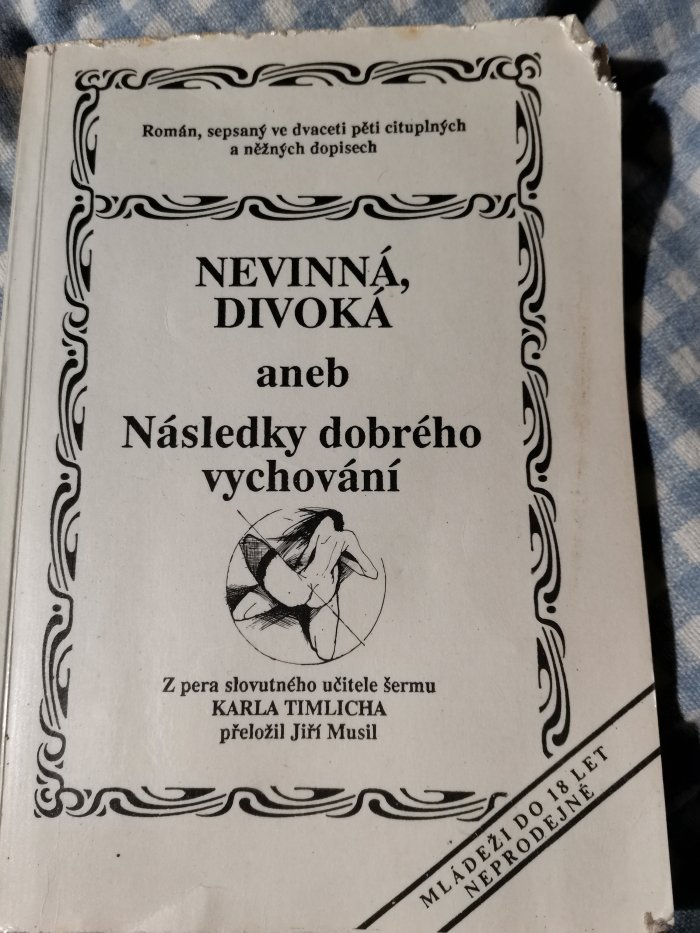 Román, sepsaný ve dvaceti pěti cituplných
a něžných dopisech
NEVINNÁ,
DIVOKÁ
aneb
Následky dobrého
vychování
Z pera slovutného učitele šermu
KARLA TIMLICHA
přeložil Jiří Musil
MLÁDEŽI DO 18 LET
NEPRODEJNÉ